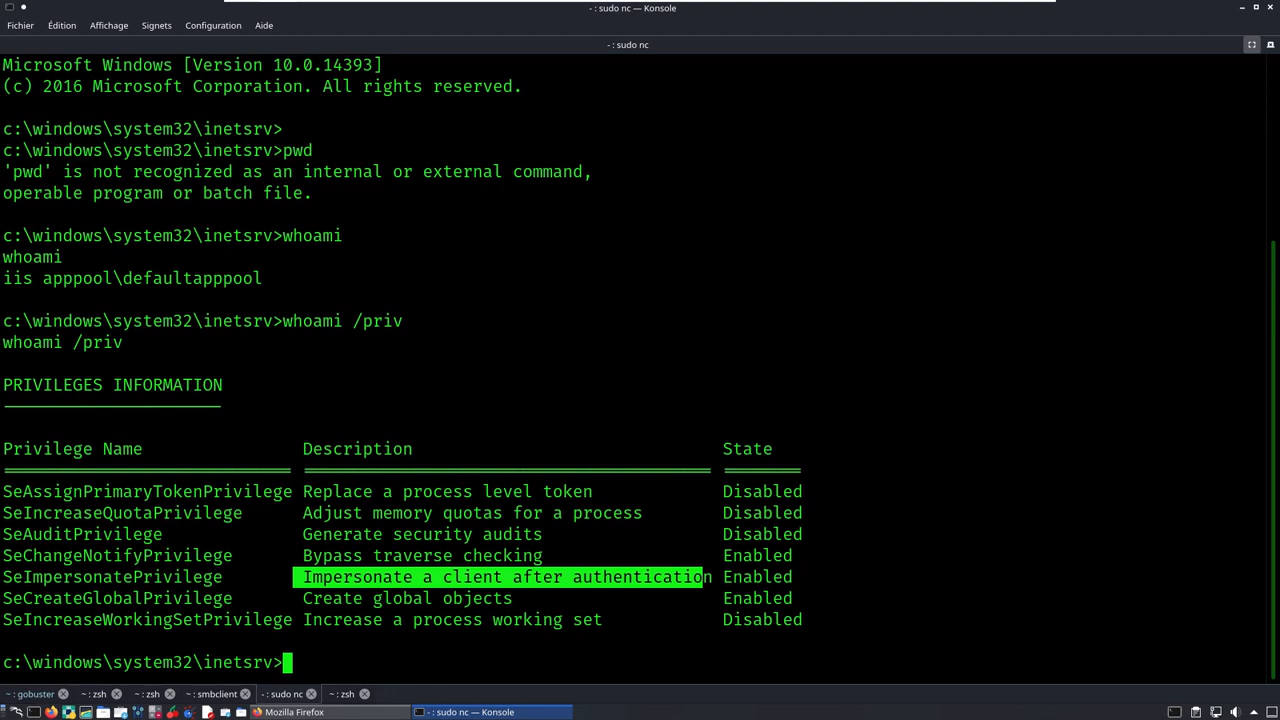 - : sudo nc — Konsole
Fichier Édition Affichage Signets Configuration Aide
- : sudo nc
Microsoft Windows [Version 10.0.14393]
(c) 2016 Microsoft Corporation. All rights reserved.
c:\windows\system32\inetsrv>
c:\windows\system32\inetsrv>pwd
'pwd' is not recognized as an internal or external command,
operable program or batch file.
c:\windows\system32\inetsrv>whoami
whoami
iis apppool\defaultapppool
c:\windows\system32\inetsrv>whoami /priv
whoami /priv
PRIVILEGES INFORMATION
Privilege Name Description State
SeAssignPrimaryTokenPrivilege Replace a process level token Disabled
SeIncreaseQuotaPrivilege Adjust memory quotas for a process Disabled
SeAuditPrivilege Generate security audits Disabled
SeChangeNotifyPrivilege Bypass traverse checking Enabled
SeImpersonatePrivilege Impersonate a client after authentication Enabled
SeCreateGlobalPrivilege Create global objects Enabled
SeIncreaseWorkingSetPrivilege Increase a process working set Disabled
c:\windows\system32\inetsrv>
~ : gobuster ~ : zsh ~ : zsh ~ : smbclient - : sudo nc ~ : zsh
Mozilla Firefox - : sudo nc — Konsole